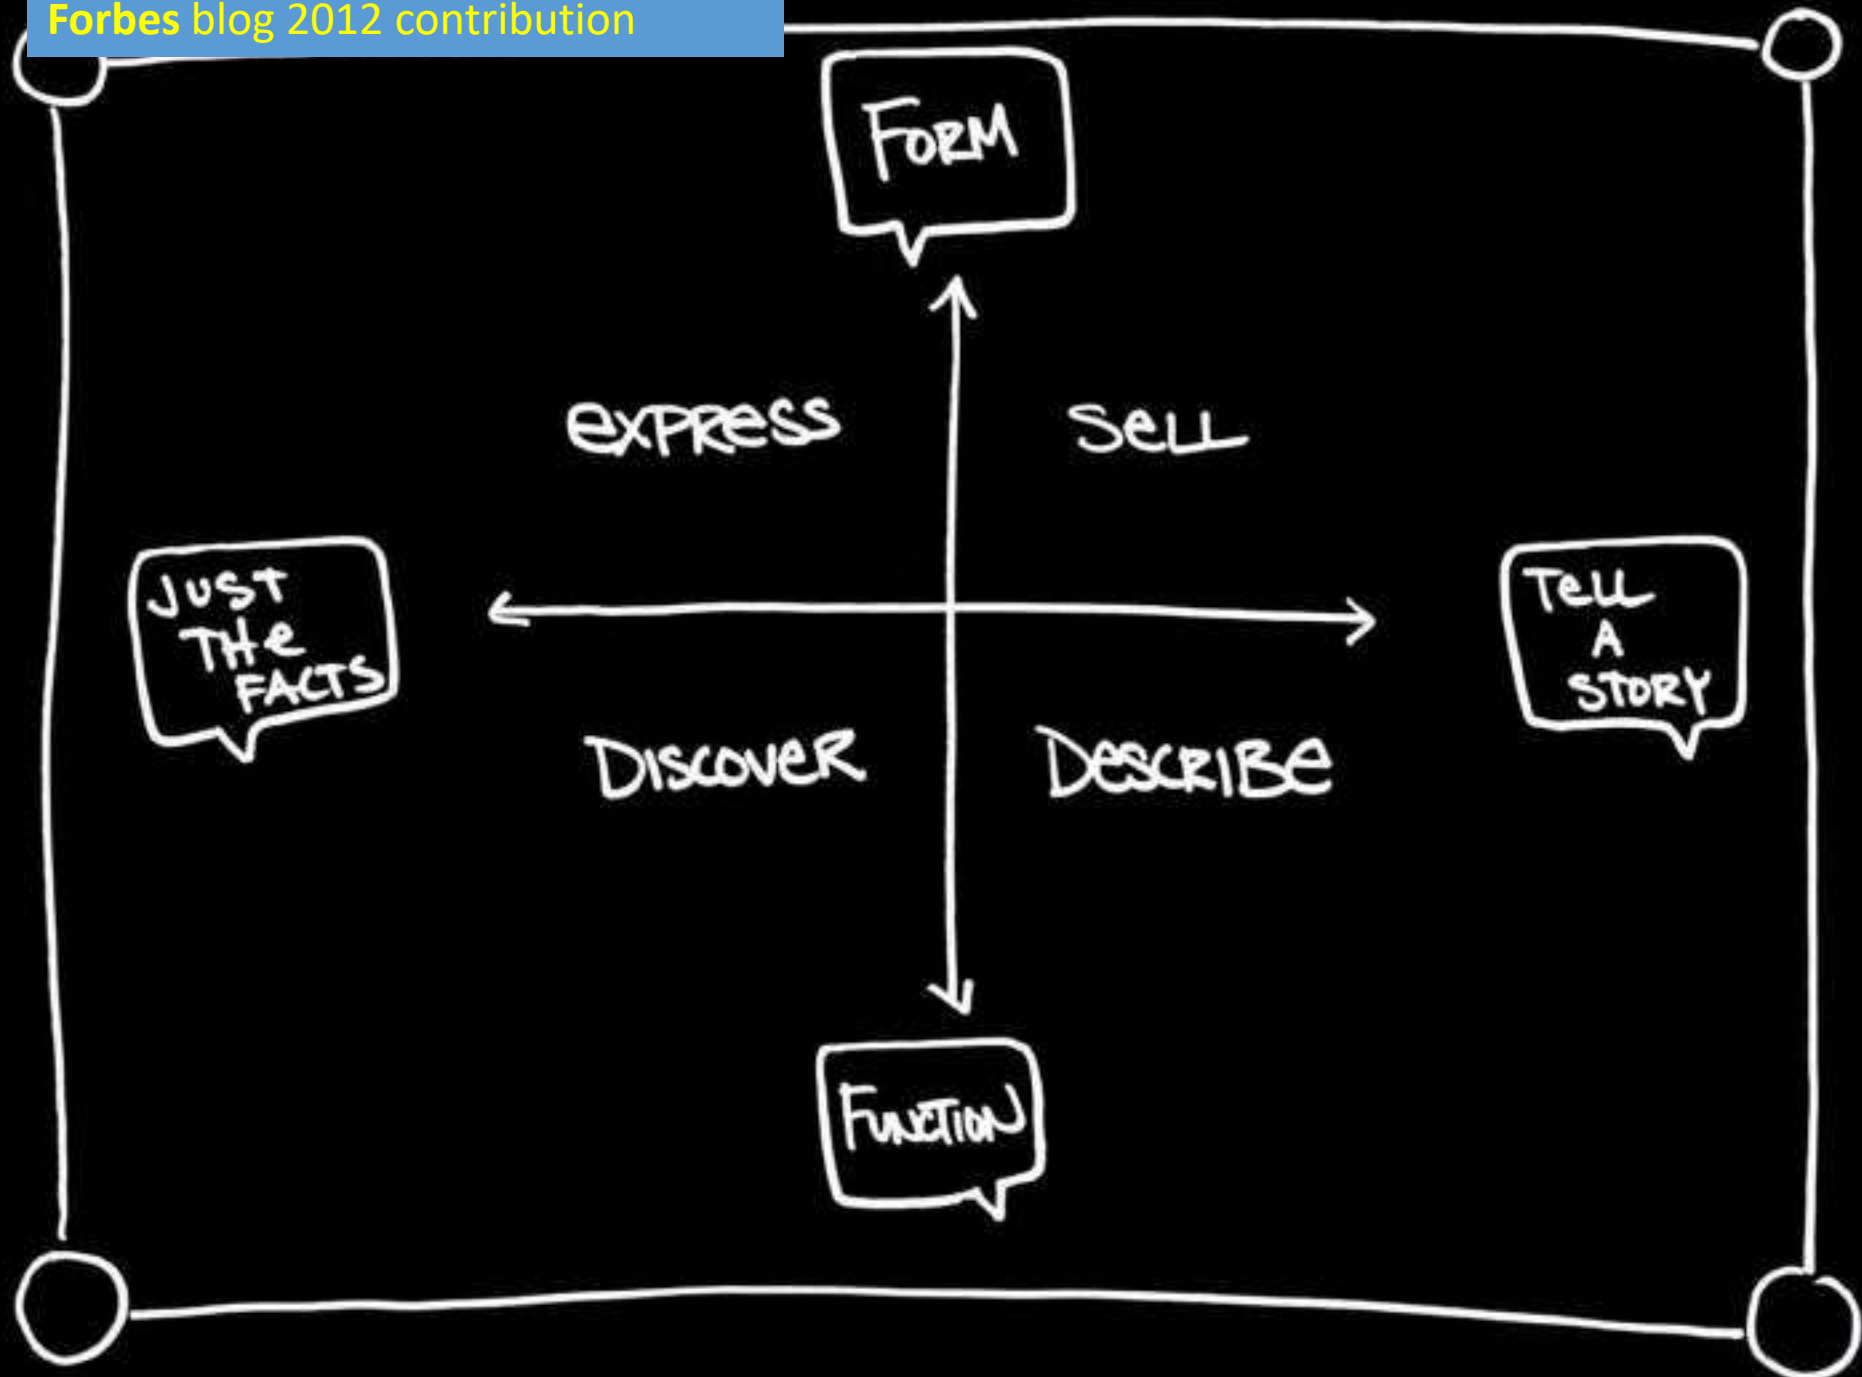 Forbes blog 2012 contribution
FORM
express SeLL
JUST
THe
FACTS
TeLL
A
STORY
DISCOVeR DeSCRIBe
FUNCTION